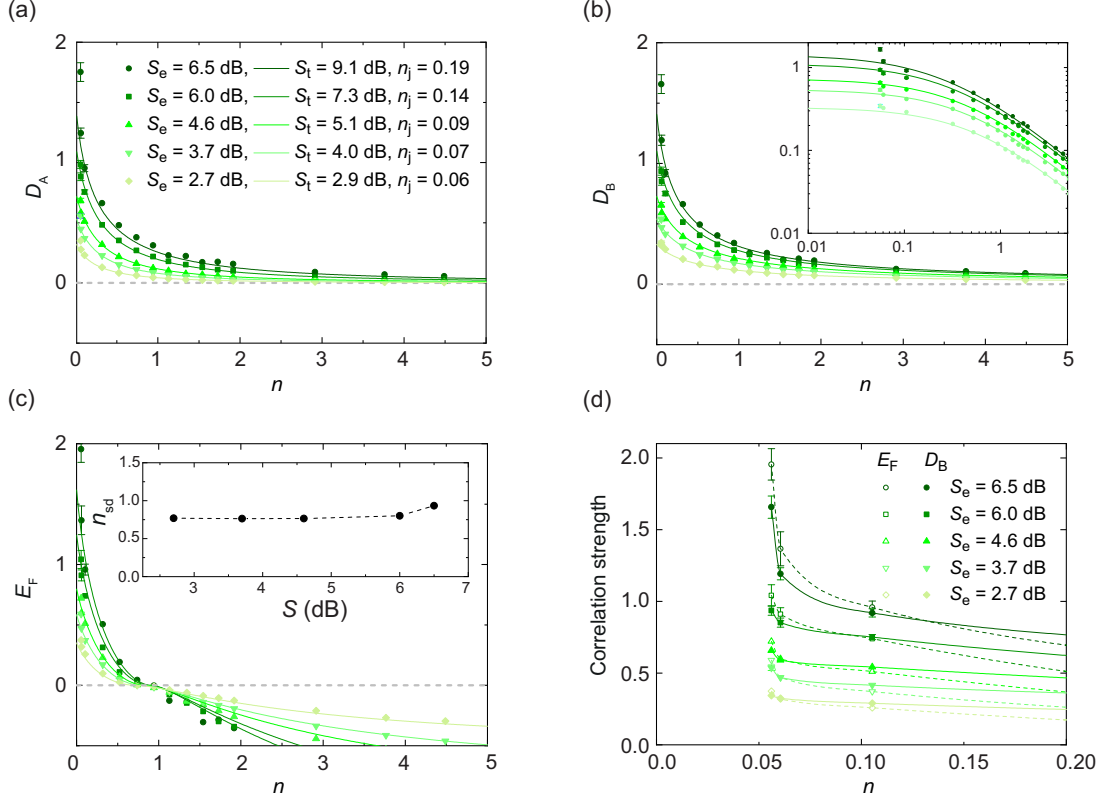 (a)
2
1
0
D_A
0 1 2 3 4 5
n
S_e = 6.5 dB, S_t = 9.1 dB, n_j = 0.19
S_e = 6.0 dB, S_t = 7.3 dB, n_j = 0.14
S_e = 4.6 dB, S_t = 5.1 dB, n_j = 0.09
S_e = 3.7 dB, S_t = 4.0 dB, n_j = 0.07
S_e = 2.7 dB, S_t = 2.9 dB, n_j = 0.06
(b)
2
1
0
D_B
0 1 2 3 4 5
n
1
0.1
0.01
0.01 0.1 1
(c)
2
1
0
E_F
0 1 2 3 4 5
n
1.5
1.0
0.5
0.0
n_sd
3 4 5 6 7
S (dB)
(d)
2.0
1.5
1.0
0.5
0.0
Correlation strength
0.0 0.05 0.10 0.15 0.20
n
E_F D_B
S_e = 6.5 dB
S_e = 6.0 dB
S_e = 4.6 dB
S_e = 3.7 dB
S_e = 2.7 dB